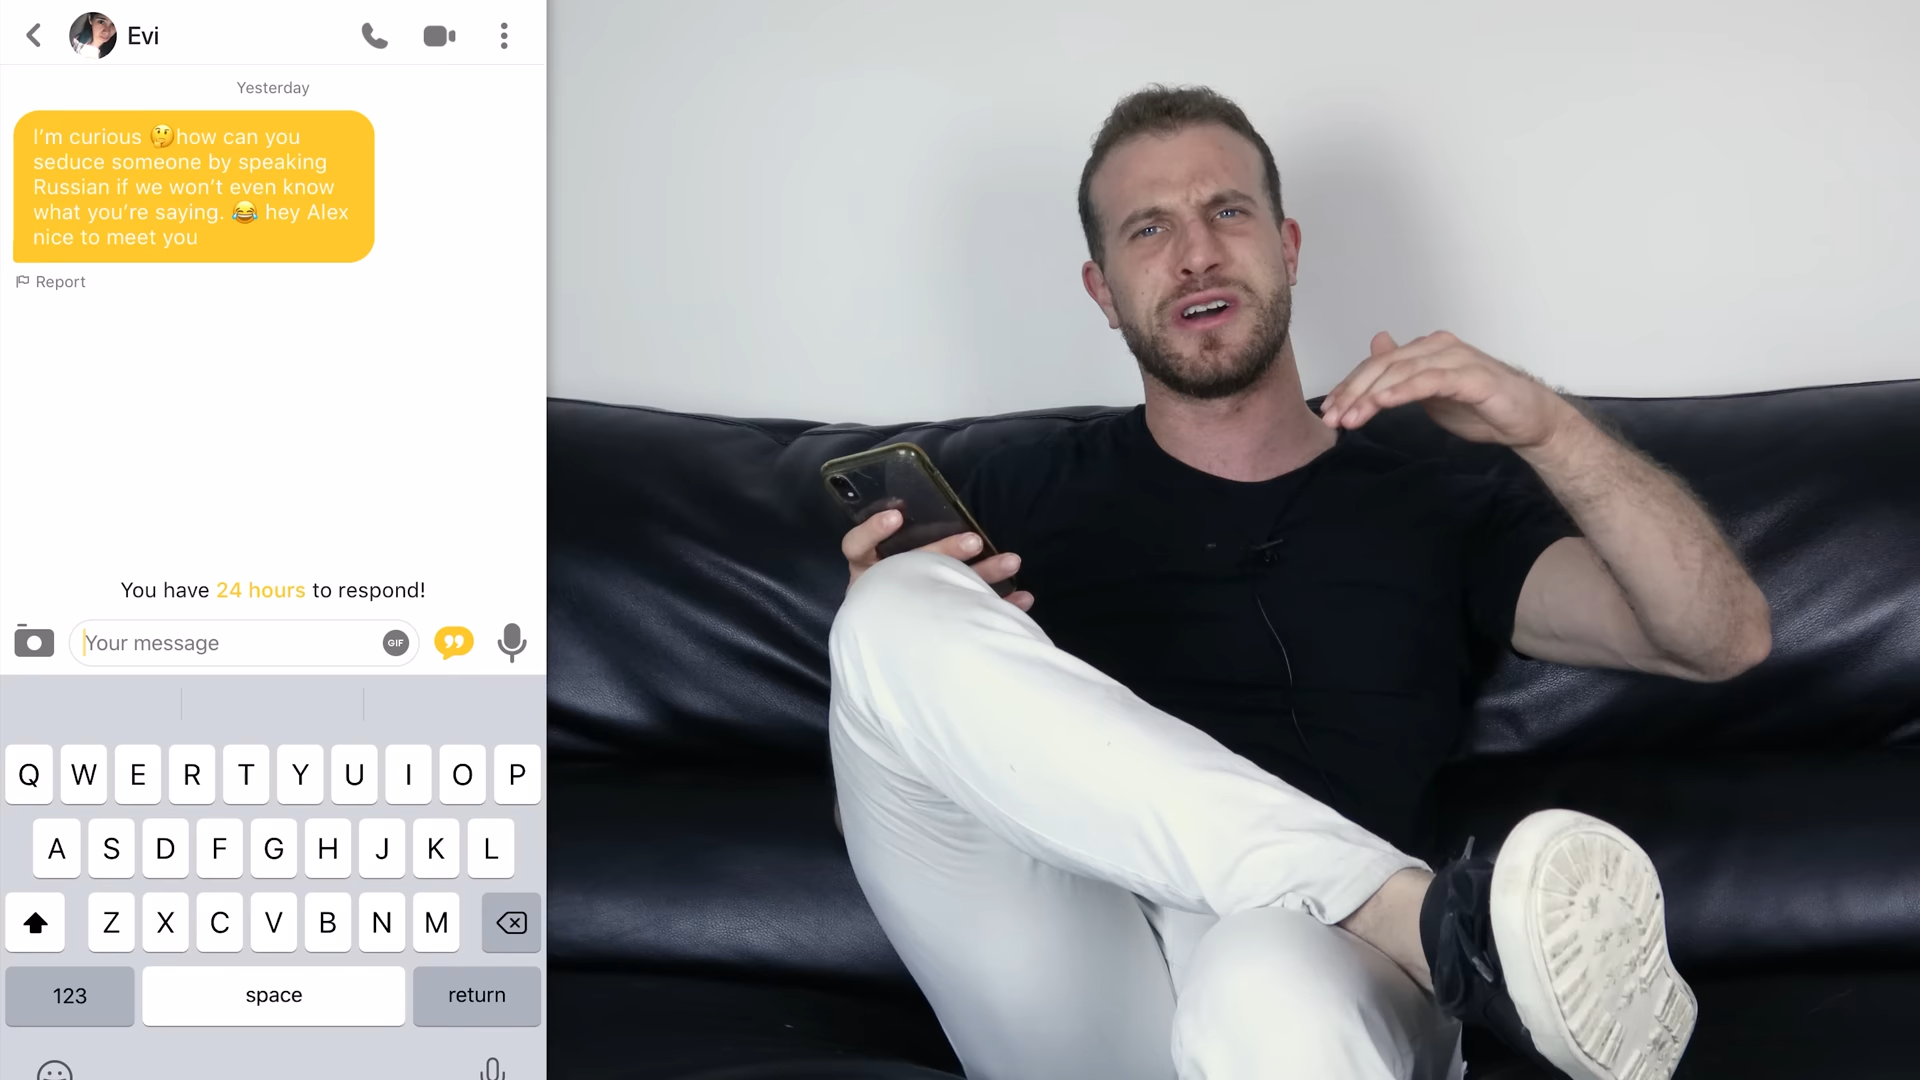 Evi
Yesterday
I’m curious 🤔how can you
seduce someone by speaking
Russian if we won’t even know
what you’re saying. 😂 hey Alex
nice to meet you
Report
You have 24 hours to respond!
Your message
GIF
Q W E R T Y U I O P
A S D F G H J K L
Z X C V B N M
123 space return